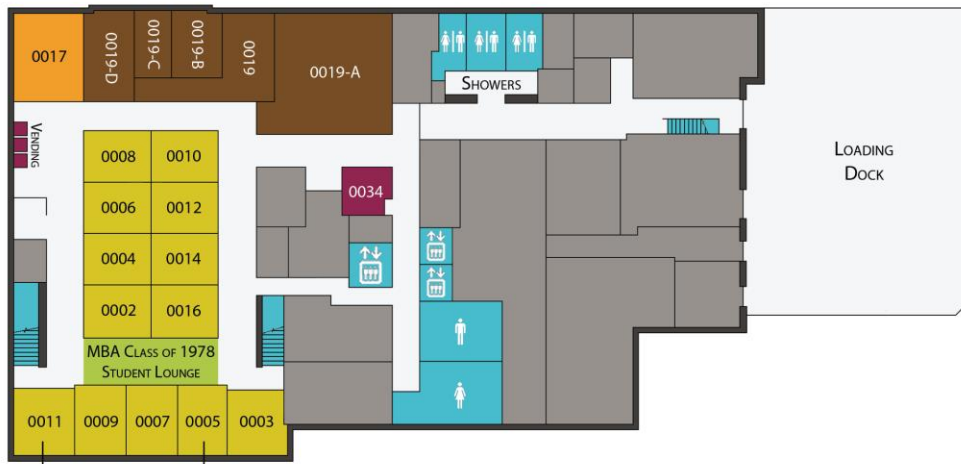 0017
0019-D
0019-C
0019-B
0019
0019-A
SHOWERS
VENDING
0008
0010
0034
LOADING
DOCK
0006
0012
0004
0014
0002
0016
MBA CLASS OF 1978
STUDENT LOUNGE
0011
0009
0007
0005
0003